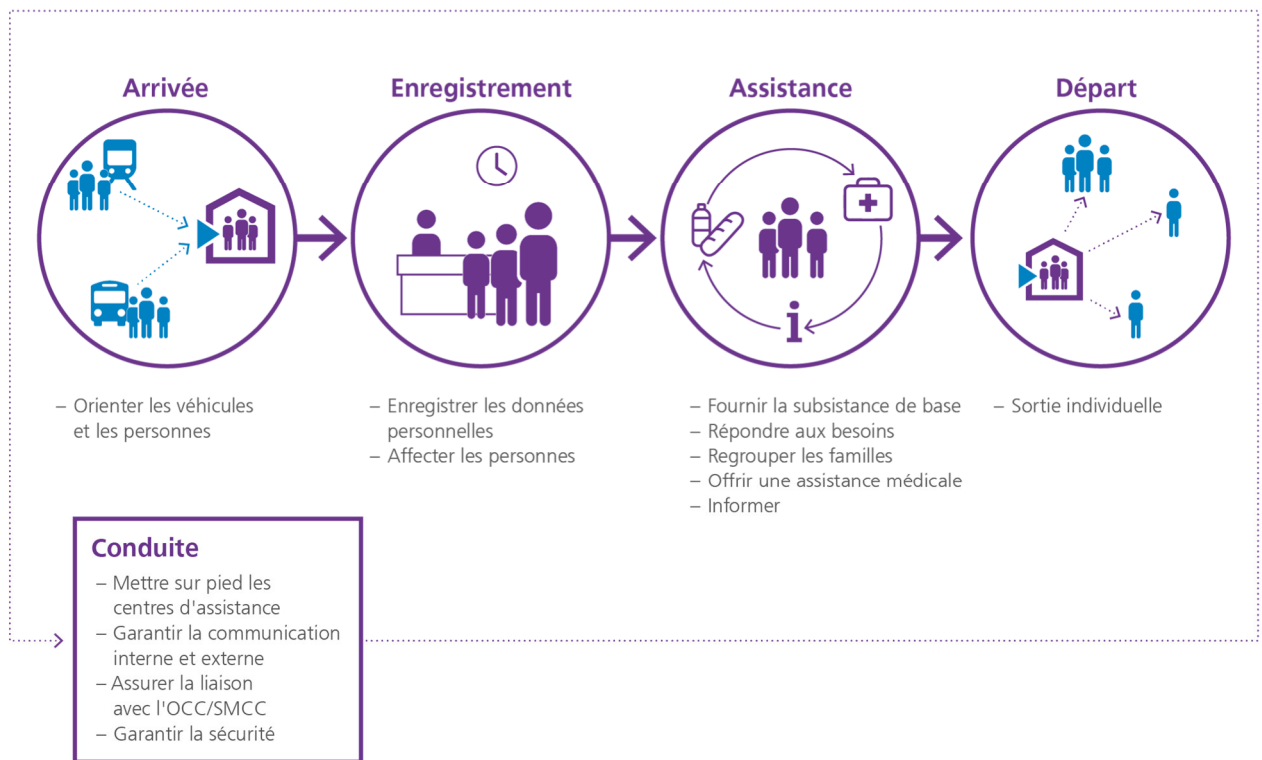 Arrivée
Enregistrement
Assistance
Départ
– Orienter les véhicules
et les personnes
– Enregistrer les données
personnelles
– Affecter les personnes
– Fournir la subsistance de base
– Répondre aux besoins
– Regrouper les familles
– Offrir une assistance médicale
– Informer
– Sortie individuelle
Conduite
– Mettre sur pied les
centres d'assistance
– Garantir la communication
interne et externe
– Assurer la liaison
avec l'OCC/SMCC
– Garantir la sécurité